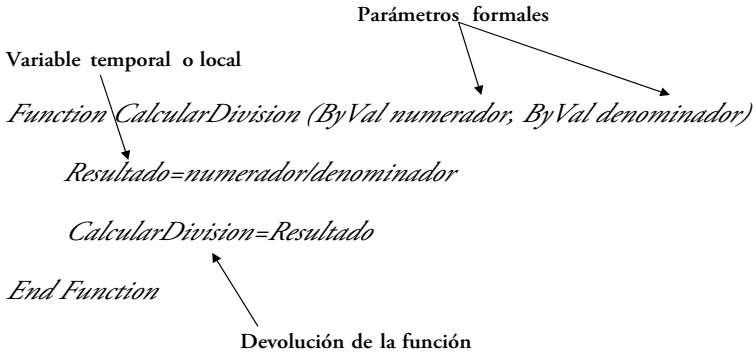 Parámetros formales
Variable temporal o local
Function CalcularDivision (ByVal numerador, ByVal denominador)
Resultado=numerador/denominador
CalcularDivision=Resultado
End Function
Devolución de la función